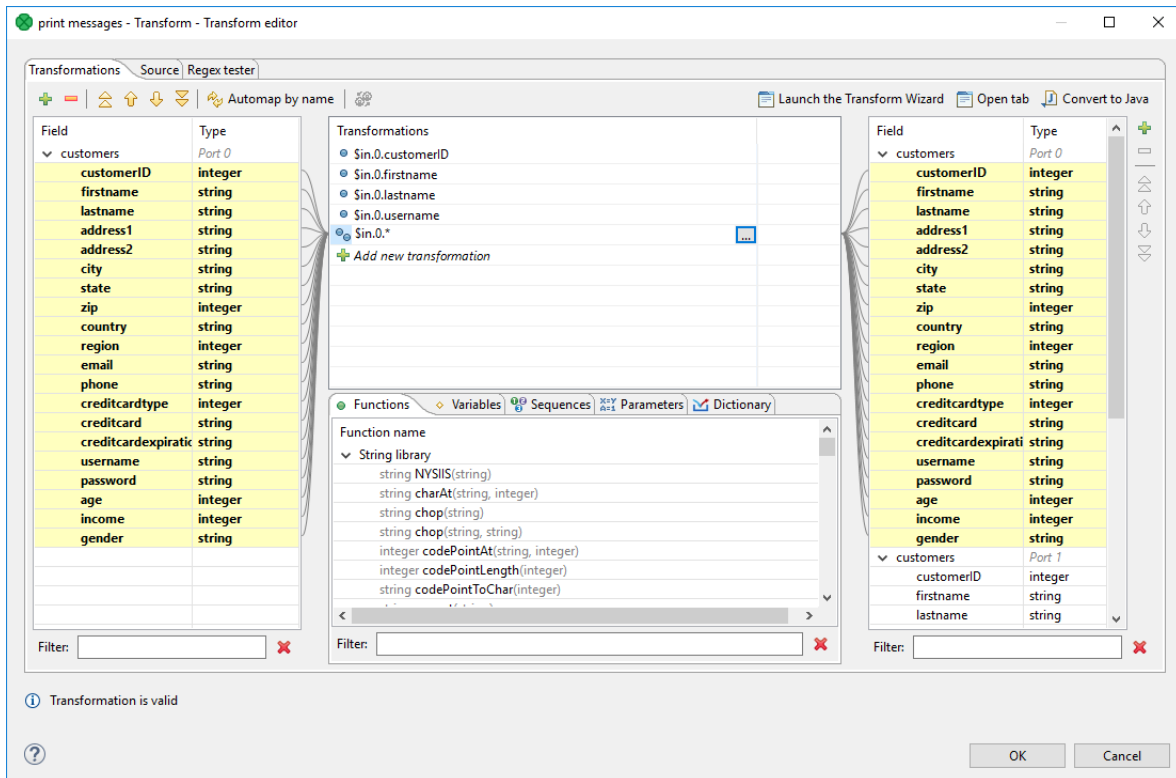 print messages - Transform - Transform editor
Transformations Source Regex tester
Automap by name Launch the Transform Wizard Open tab Convert to Java
Field Type
customers Port 0
customerID integer
firstname string
lastname string
address1 string
address2 string
city string
state string
zip integer
country string
region integer
email string
phone string
creditcardtype integer
creditcard string
creditcardexpiratic string
username string
password string
age integer
income integer
gender string
Filter:
Transformations
$in.0.customerID
$in.0.firstname
$in.0.lastname
$in.0.username
$in.0.* ...
Add new transformation
Functions Variables Sequences Parameters Dictionary
Function name
String library
string NYSIIS(string)
string charAt(string, integer)
string chop(string)
string chop(string, string)
integer codePointAt(string, integer)
integer codePointLength(integer)
string codePointToChar(integer)
Filter:
Field Type
customers Port 0
customerID integer
firstname string
lastname string
address1 string
address2 string
city string
state string
zip integer
country string
region integer
email string
phone string
creditcardtype integer
creditcard string
creditcardexpirati string
username string
password string
age integer
income integer
gender string
customers Port 1
customerID integer
firstname string
lastname string
Filter:
Transformation is valid
OK Cancel